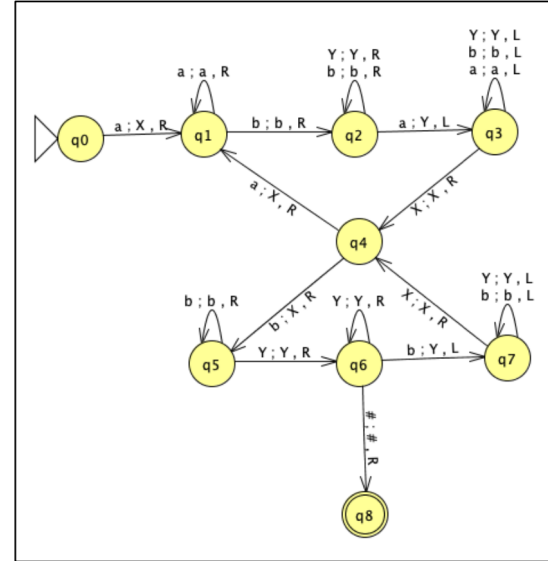 Y ; Y , L
b ; b , L
a ; a , L
Y ; Y , R
b ; b , R
a ; a , R
q0
a ; X , R
q1
b ; b , R
q2
a ; Y , L
q3
a ; X , R
X ; X , R
q4
b ; X , R
X ; X , R
b ; b , R
Y ; Y , R
Y ; Y , L
b ; b , L
q5
Y ; Y , R
q6
b ; Y , L
q7
# ; # , R
q8